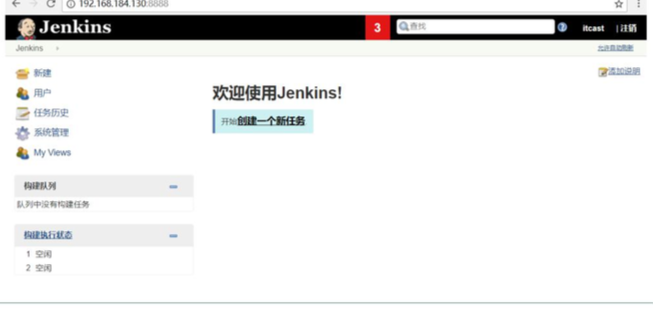 192.168.184.130:8888
Jenkins
3
查找
itcast
| 注销
Jenkins
允许自动刷新
新建
用户
任务历史
系统管理
My Views
添加说明
欢迎使用Jenkins!
开始创建一个新任务
构建队列
队列中没有构建任务
构建执行状态
1 空闲
2 空闲